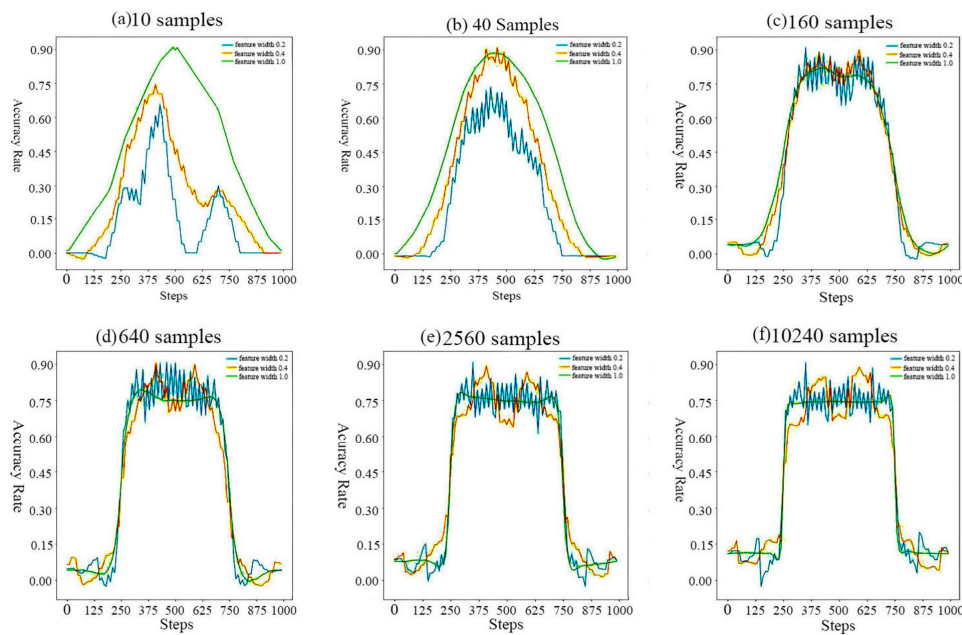 (a)10 samples
Accuracy Rate
0.90
0.75
0.60
0.45
0.30
0.15
0.00
feature width 0.2
feature width 0.4
feature width 1.0
0 125 250 375 500 625 750 875 1000
Steps
(b) 40 Samples
Accuracy Rate
0.90
0.75
0.60
0.45
0.30
0.15
0.00
feature width 0.2
feature width 0.4
feature width 1.0
0 125 250 375 500 625 750 875 1000
Steps
(c) 160 samples
Accuracy Rate
0.90
0.75
0.60
0.45
0.30
0.15
0.00
feature width 0.2
feature width 0.4
feature width 1.0
0 125 250 375 500 625 750 875 1000
Steps
(d)640 samples
Accuracy Rate
0.90
0.75
0.60
0.45
0.15
0.00
feature width 0.2
feature width 0.4
feature width 1.0
0 125 250 375 500 625 750 875 1000
Steps
(e)2560 samples
Accuracy Rate
0.90
0.75
0.60
0.45
0.15
0.00
feature width 0.2
feature width 0.4
feature width 1.0
0 125 250 375 500 625 750 875 1000
Steps
(f)10240 samples
Accuracy Rate
0.90
0.75
0.60
0.45
0.15
0.00
feature width 0.2
feature width 0.4
feature width 1.0
0 125 250 375 500 625 750 875 1000
Steps